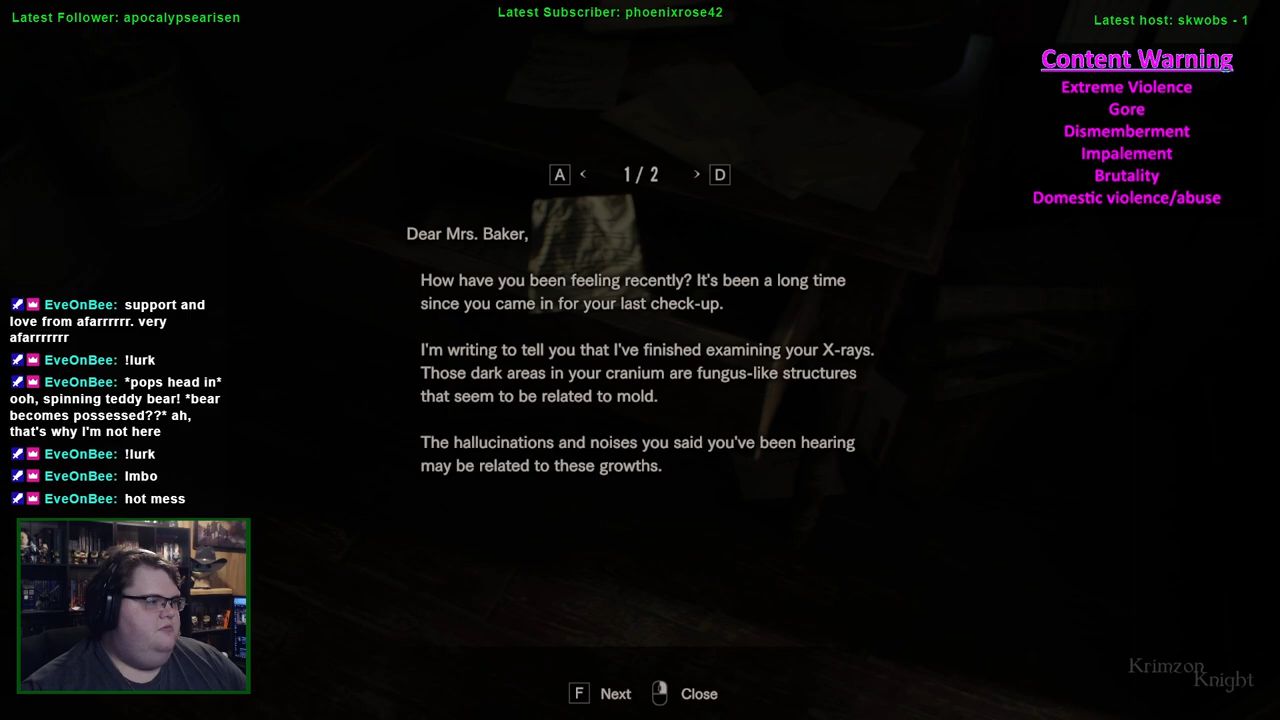 Latest Follower: apocalypsearisen
Latest Subscriber: phoenixrose42
Latest host: skwobs - 1
Content Warning
Extreme Violence
Gore
Dismemberment
Impalement
Brutality
Domestic violence/abuse
A < 1 / 2 > D
Dear Mrs. Baker,
How have you been feeling recently? It's been a long time
since you came in for your last check-up.
I'm writing to tell you that I've finished examining your X-rays.
Those dark areas in your cranium are fungus-like structures
that seem to be related to mold.
The hallucinations and noises you said you've been hearing
may be related to these growths.
EveOnBee: support and
love from afarrrrrr. very
afarrrrrrr
EveOnBee: !lurk
EveOnBee: *pops head in*
ooh, spinning teddy bear! *bear
becomes possessed??* ah,
that's why I'm not here
EveOnBee: !lurk
EveOnBee: lmbo
EveOnBee: hot mess
F Next Close
Krimzon
Knight